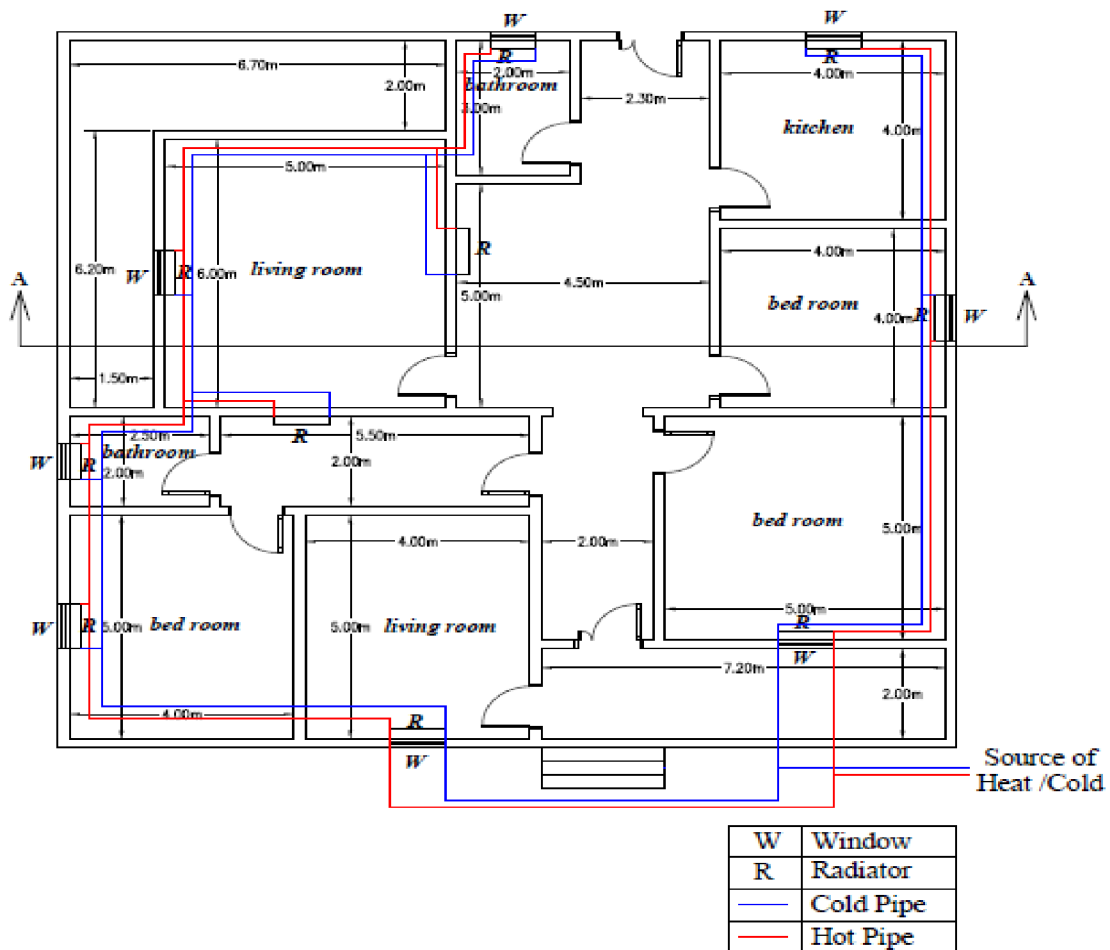 W W
6.70m
R R
2.00m 2.00m 4.00m
bathroom
3.00m 2.30m
kitchen 4.00m
5.00m
4.00m
R
W R 6.20m 6.00m living room 5.00m 4.50m bed room
A A
4.00m R W
1.50m
2.50m R 5.50m
bathroom
W R 2.00m 2.00m
bed room 5.00m
4.00m 2.00m
W R 5.00m bed room 5.00m living room 5.00m
R
W
7.20m
2.00m
4.00m R
W
Source of
Heat /Cold
W Window
R Radiator
Cold Pipe
Hot Pipe